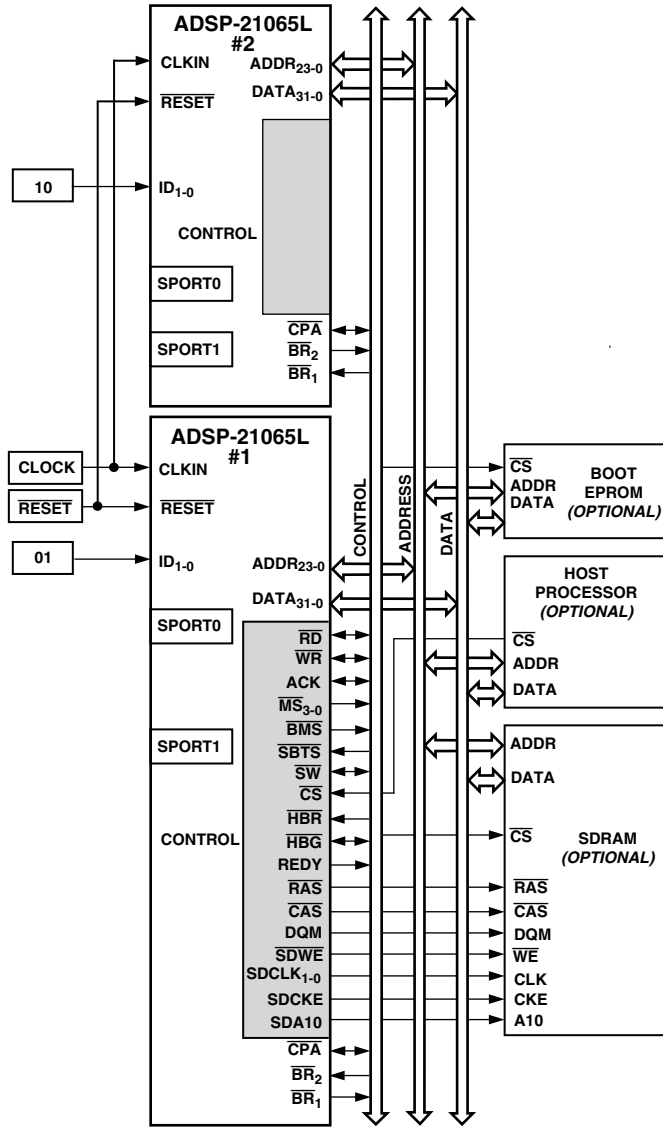 ADSP-21065L
#2
CLKIN
ADDR23-0
DATA31-0
RESET
10
ID1-0
CONTROL
SPORT0
SPORT1
CPA
BR2
BR1
ADSP-21065L
#1
CLOCK
CLKIN
RESET
RESET
01
ID1-0
ADDR23-0
DATA31-0
SPORT0
SPORT1
CONTROL
RD
WR
ACK
MS3-0
BMS
SBTS
SW
CS
HBR
HBG
REDY
RAS
CAS
DQM
SDWE
SDCLK1-0
SDCKE
SDA10
CPA
BR2
BR1
CONTROL
ADDRESS
DATA
CS
BOOT
EPROM
(OPTIONAL)
ADDR
DATA
HOST
PROCESSOR
(OPTIONAL)
CS
ADDR
DATA
ADDR
DATA
CS
SDRAM
(OPTIONAL)
RAS
CAS
DQM
WE
CLK
CKE
A10